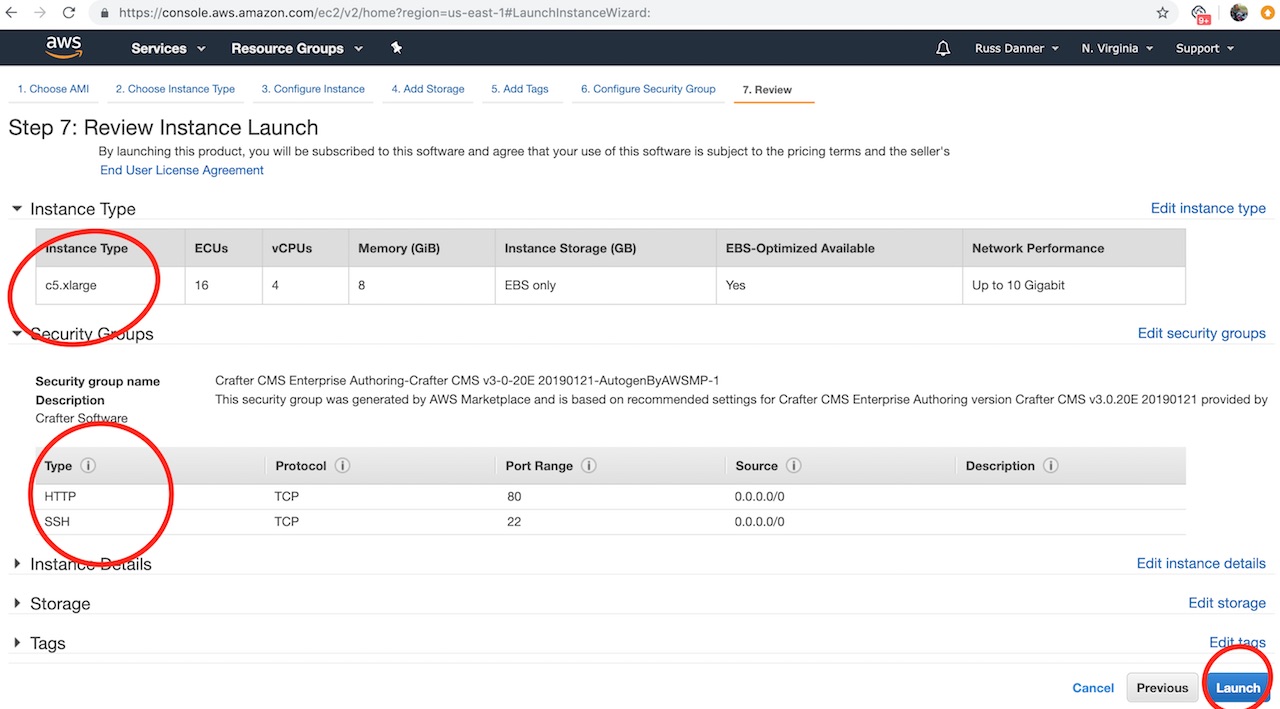 https://console.aws.amazon.com/ec2/v2/home?region=us-east-1#LaunchInstanceWizard:
9+
aws Services Resource Groups Russ Danner N. Virginia Support
1. Choose AMI 2. Choose Instance Type 3. Configure Instance 4. Add Storage 5. Add Tags 6. Configure Security Group 7. Review
Step 7: Review Instance Launch
By launching this product, you will be subscribed to this software and agree that your use of this software is subject to the pricing terms and the seller's
End User License Agreement
Instance Type Edit instance type
Instance Type ECUs vCPUs Memory (GiB) Instance Storage (GB) EBS-Optimized Available Network Performance
c5.xlarge 16 4 8 EBS only Yes Up to 10 Gigabit
Security Groups Edit security groups
Security group name Crafter CMS Enterprise Authoring-Crafter CMS v3-0-20E 20190121-AutogenByAWSMP-1
Description This security group was generated by AWS Marketplace and is based on recommended settings for Crafter CMS Enterprise Authoring version Crafter CMS v3.0.20E 20190121 provided by
Crafter Software
Type i Protocol i Port Range i Source i Description i
HTTP TCP 80 0.0.0.0/0
SSH TCP 22 0.0.0.0/0
Instance Details Edit instance details
Storage Edit storage
Tags Edit tags
Cancel Previous Launch